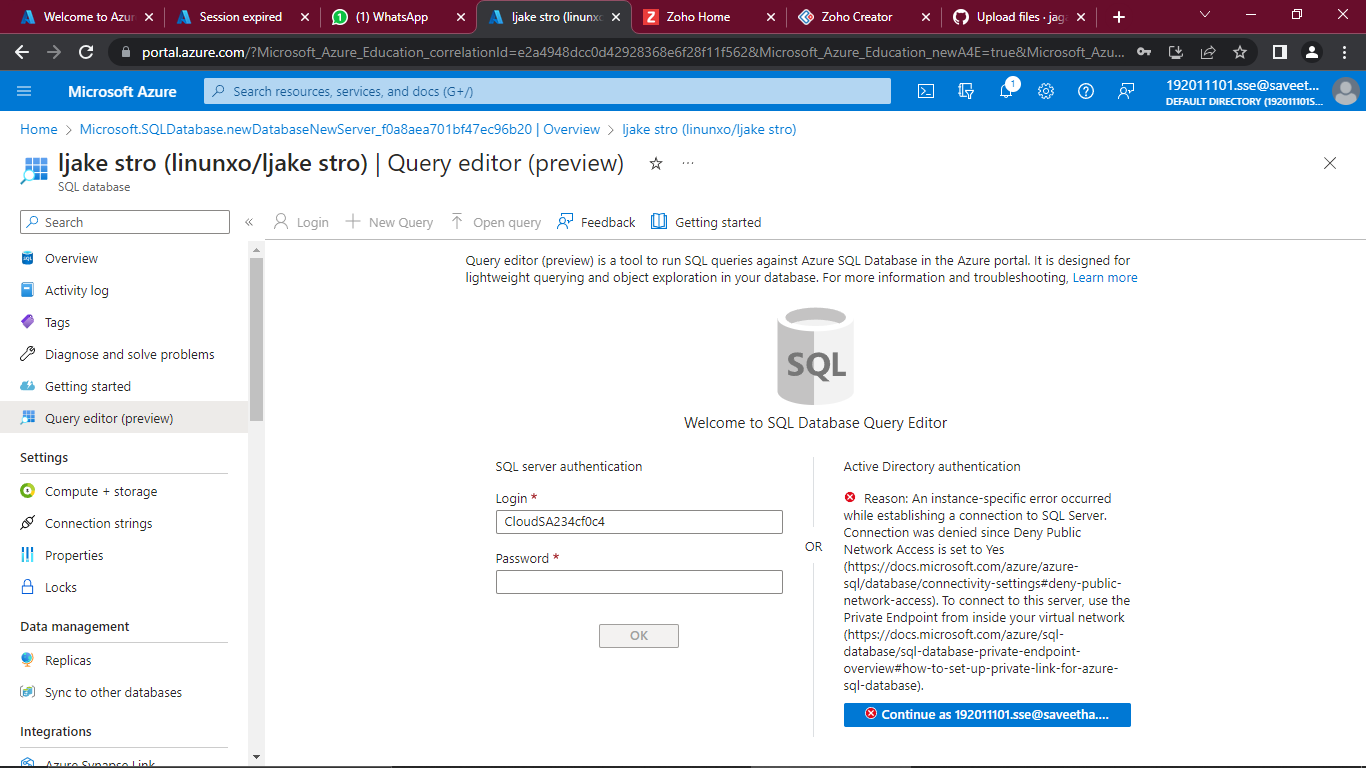 Welcome to Azur
Session expired
(1) WhatsApp
ljake stro (linunxo
Zoho Home
Zoho Creator
Upload files · jaga
portal.azure.com/?Microsoft_Azure_Education_correlationId=e2a4948dcc0d42928368e6f28f11f562&Microsoft_Azure_Education_newA4E=true&Microsoft_Azu...
Microsoft Azure
Search resources, services, and docs (G+/)
1
192011101.sse@saveet...
DEFAULT DIRECTORY (192011101S...
Home > Microsoft.SQLDatabase.newDatabaseNewServer_f0a8aea701bf47ec96b20 | Overview > ljake stro (linunxo/ljake stro)
ljake stro (linunxo/ljake stro) | Query editor (preview)
SQL database
Search
Login
New Query
Open query
Feedback
Getting started
Overview
Activity log
Tags
Diagnose and solve problems
Getting started
Query editor (preview)
Settings
Compute + storage
Connection strings
Properties
Locks
Data management
Replicas
Sync to other databases
Integrations
Azure Synapse Link
Query editor (preview) is a tool to run SQL queries against Azure SQL Database in the Azure portal. It is designed for
lightweight querying and object exploration in your database. For more information and troubleshooting, Learn more
SQL
Welcome to SQL Database Query Editor
SQL server authentication
Login *
CloudSA234cf0c4
Password *
OK
OR
Active Directory authentication
Reason: An instance-specific error occurred
while establishing a connection to SQL Server.
Connection was denied since Deny Public
Network Access is set to Yes
(https://docs.microsoft.com/azure/azure-
sql/database/connectivity-settings#deny-public-
network-access). To connect to this server, use the
Private Endpoint from inside your virtual network
(https://docs.microsoft.com/azure/sql-
database/sql-database-private-endpoint-
overview#how-to-set-up-private-link-for-azure-
sql-database).
Continue as 192011101.sse@saveetha....